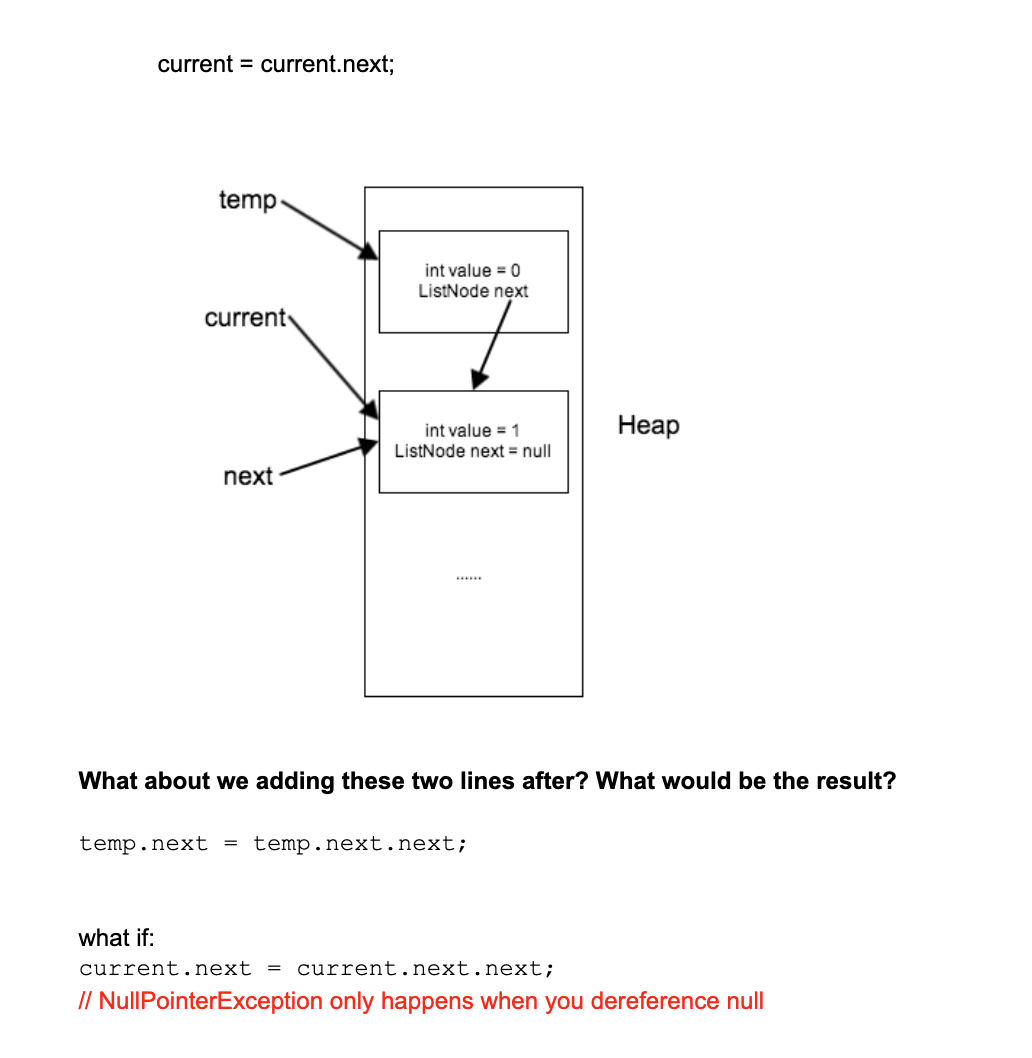 current = current.next;
temp
int value = 0
ListNode next
current
int value = 1
ListNode next = null
Heap
next
......
What about we adding these two lines after? What would be the result?
temp.next = temp.next.next;
what if:
current.next = current.next.next;
// NullPointerException only happens when you dereference null